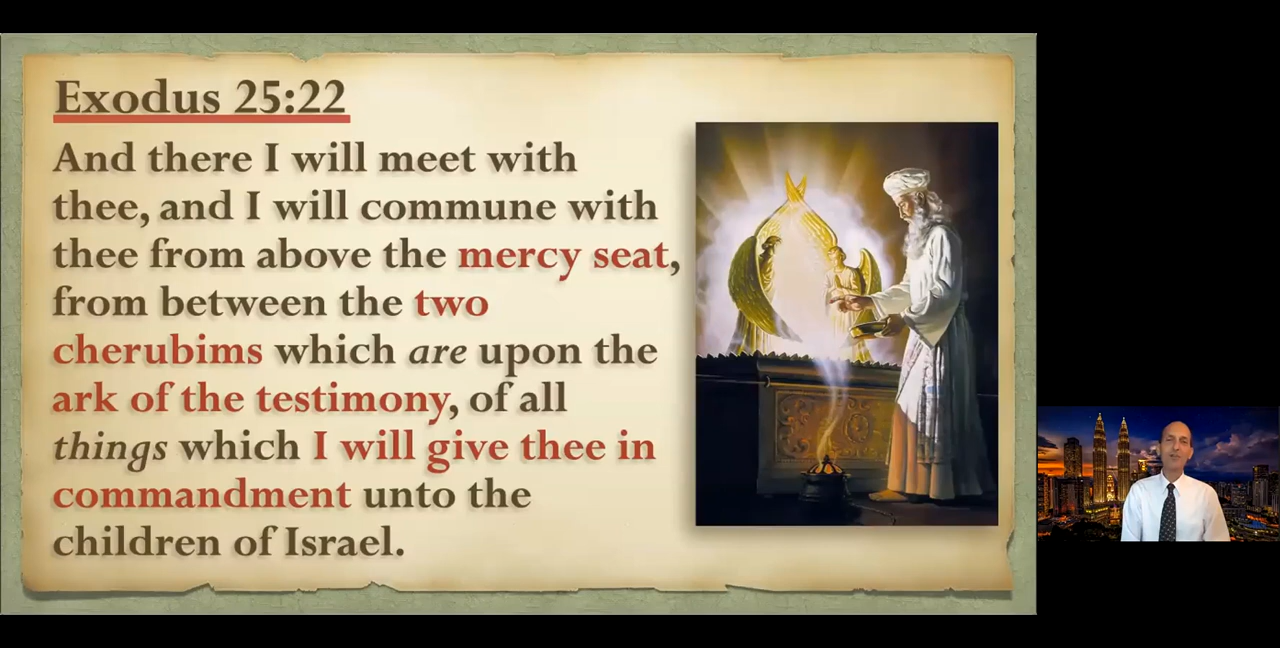 Exodus 25:22
And there I will meet with
thee, and I will commune with
thee from above the mercy seat,
from between the two
cherubims which are upon the
ark of the testimony, of all
things which I will give thee in
commandment unto the
children of Israel.